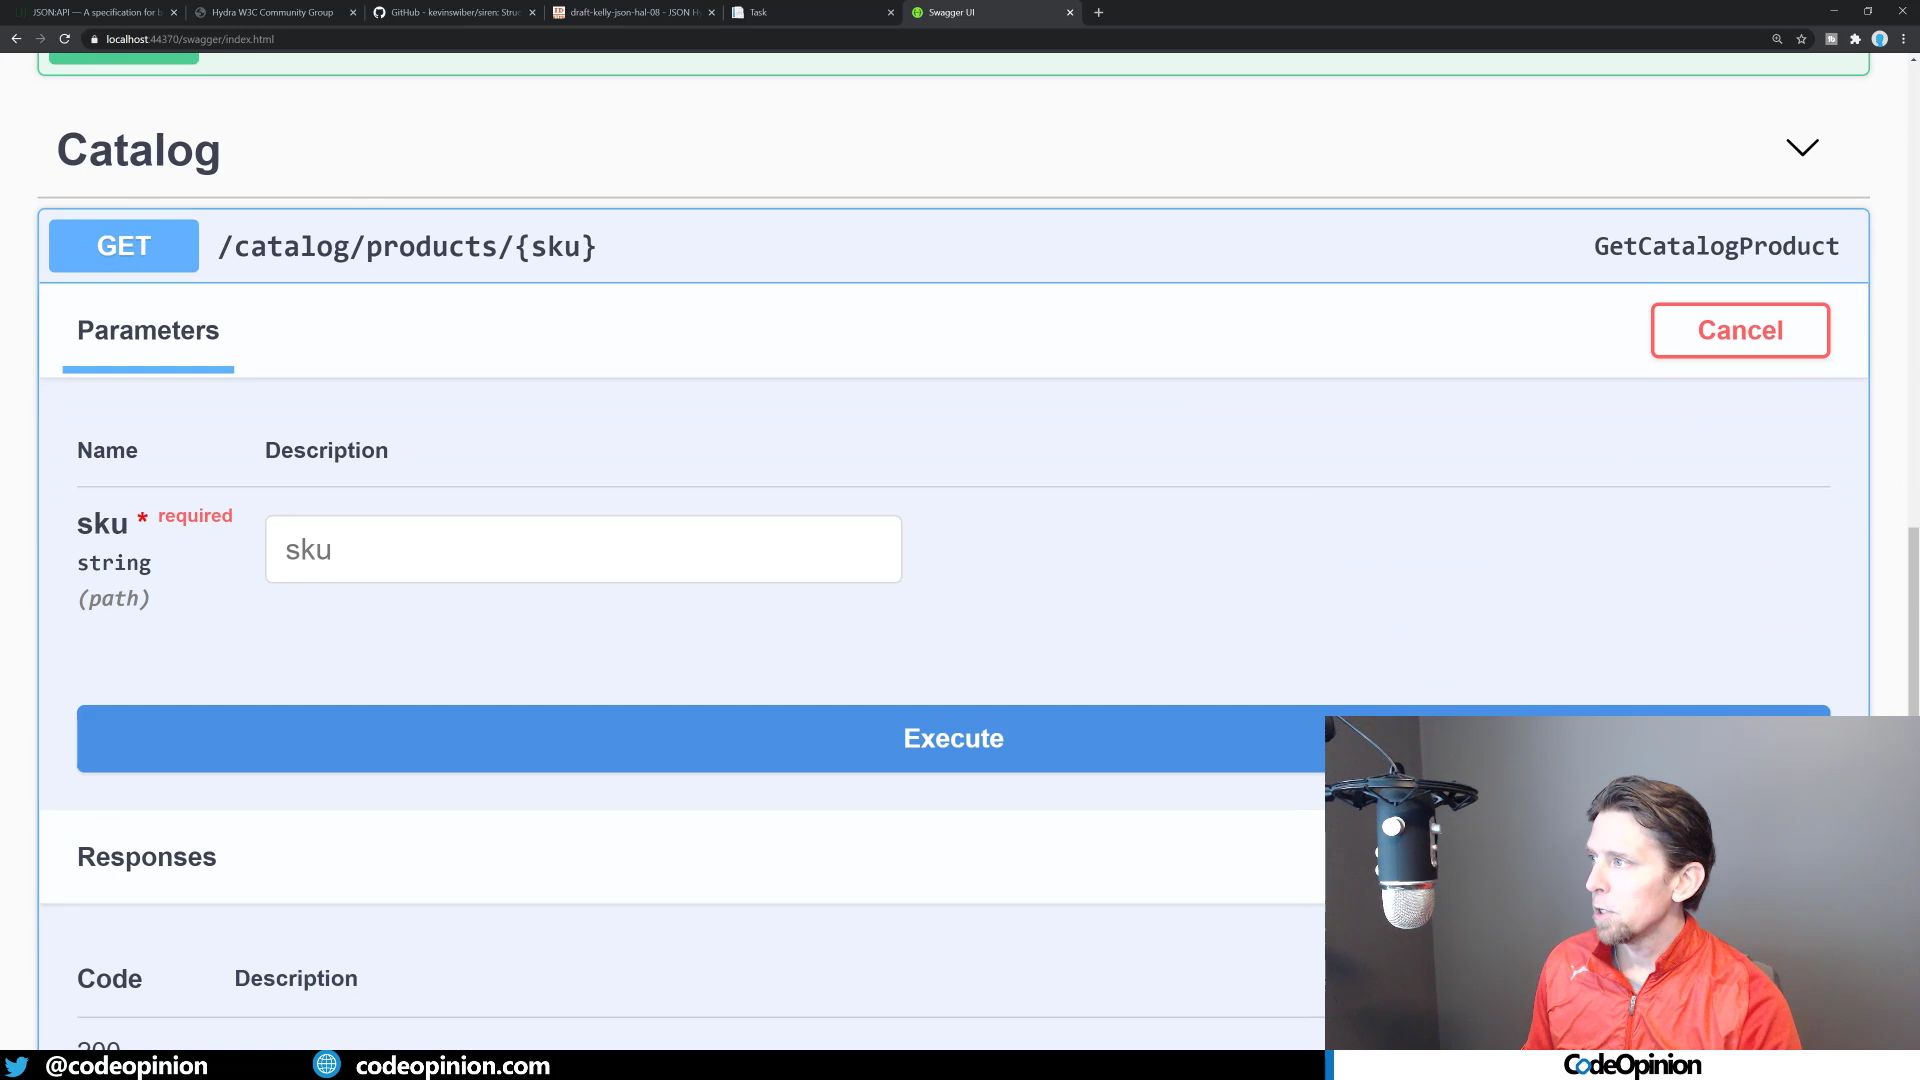 JSON:API — A specification for b
Hydra W3C Community Group
GitHub - kevinswiber/siren: Struc
draft-kelly-json-hal-08 - JSON Hy
Task
Swagger UI
localhost:44370/swagger/index.html
Catalog
GET /catalog/products/{sku} GetCatalogProduct
Parameters
Cancel
Name Description
sku * required
string
(path)
sku
Execute
Responses
Code Description
200
@codeopinion codeopinion.com CodeOpinion